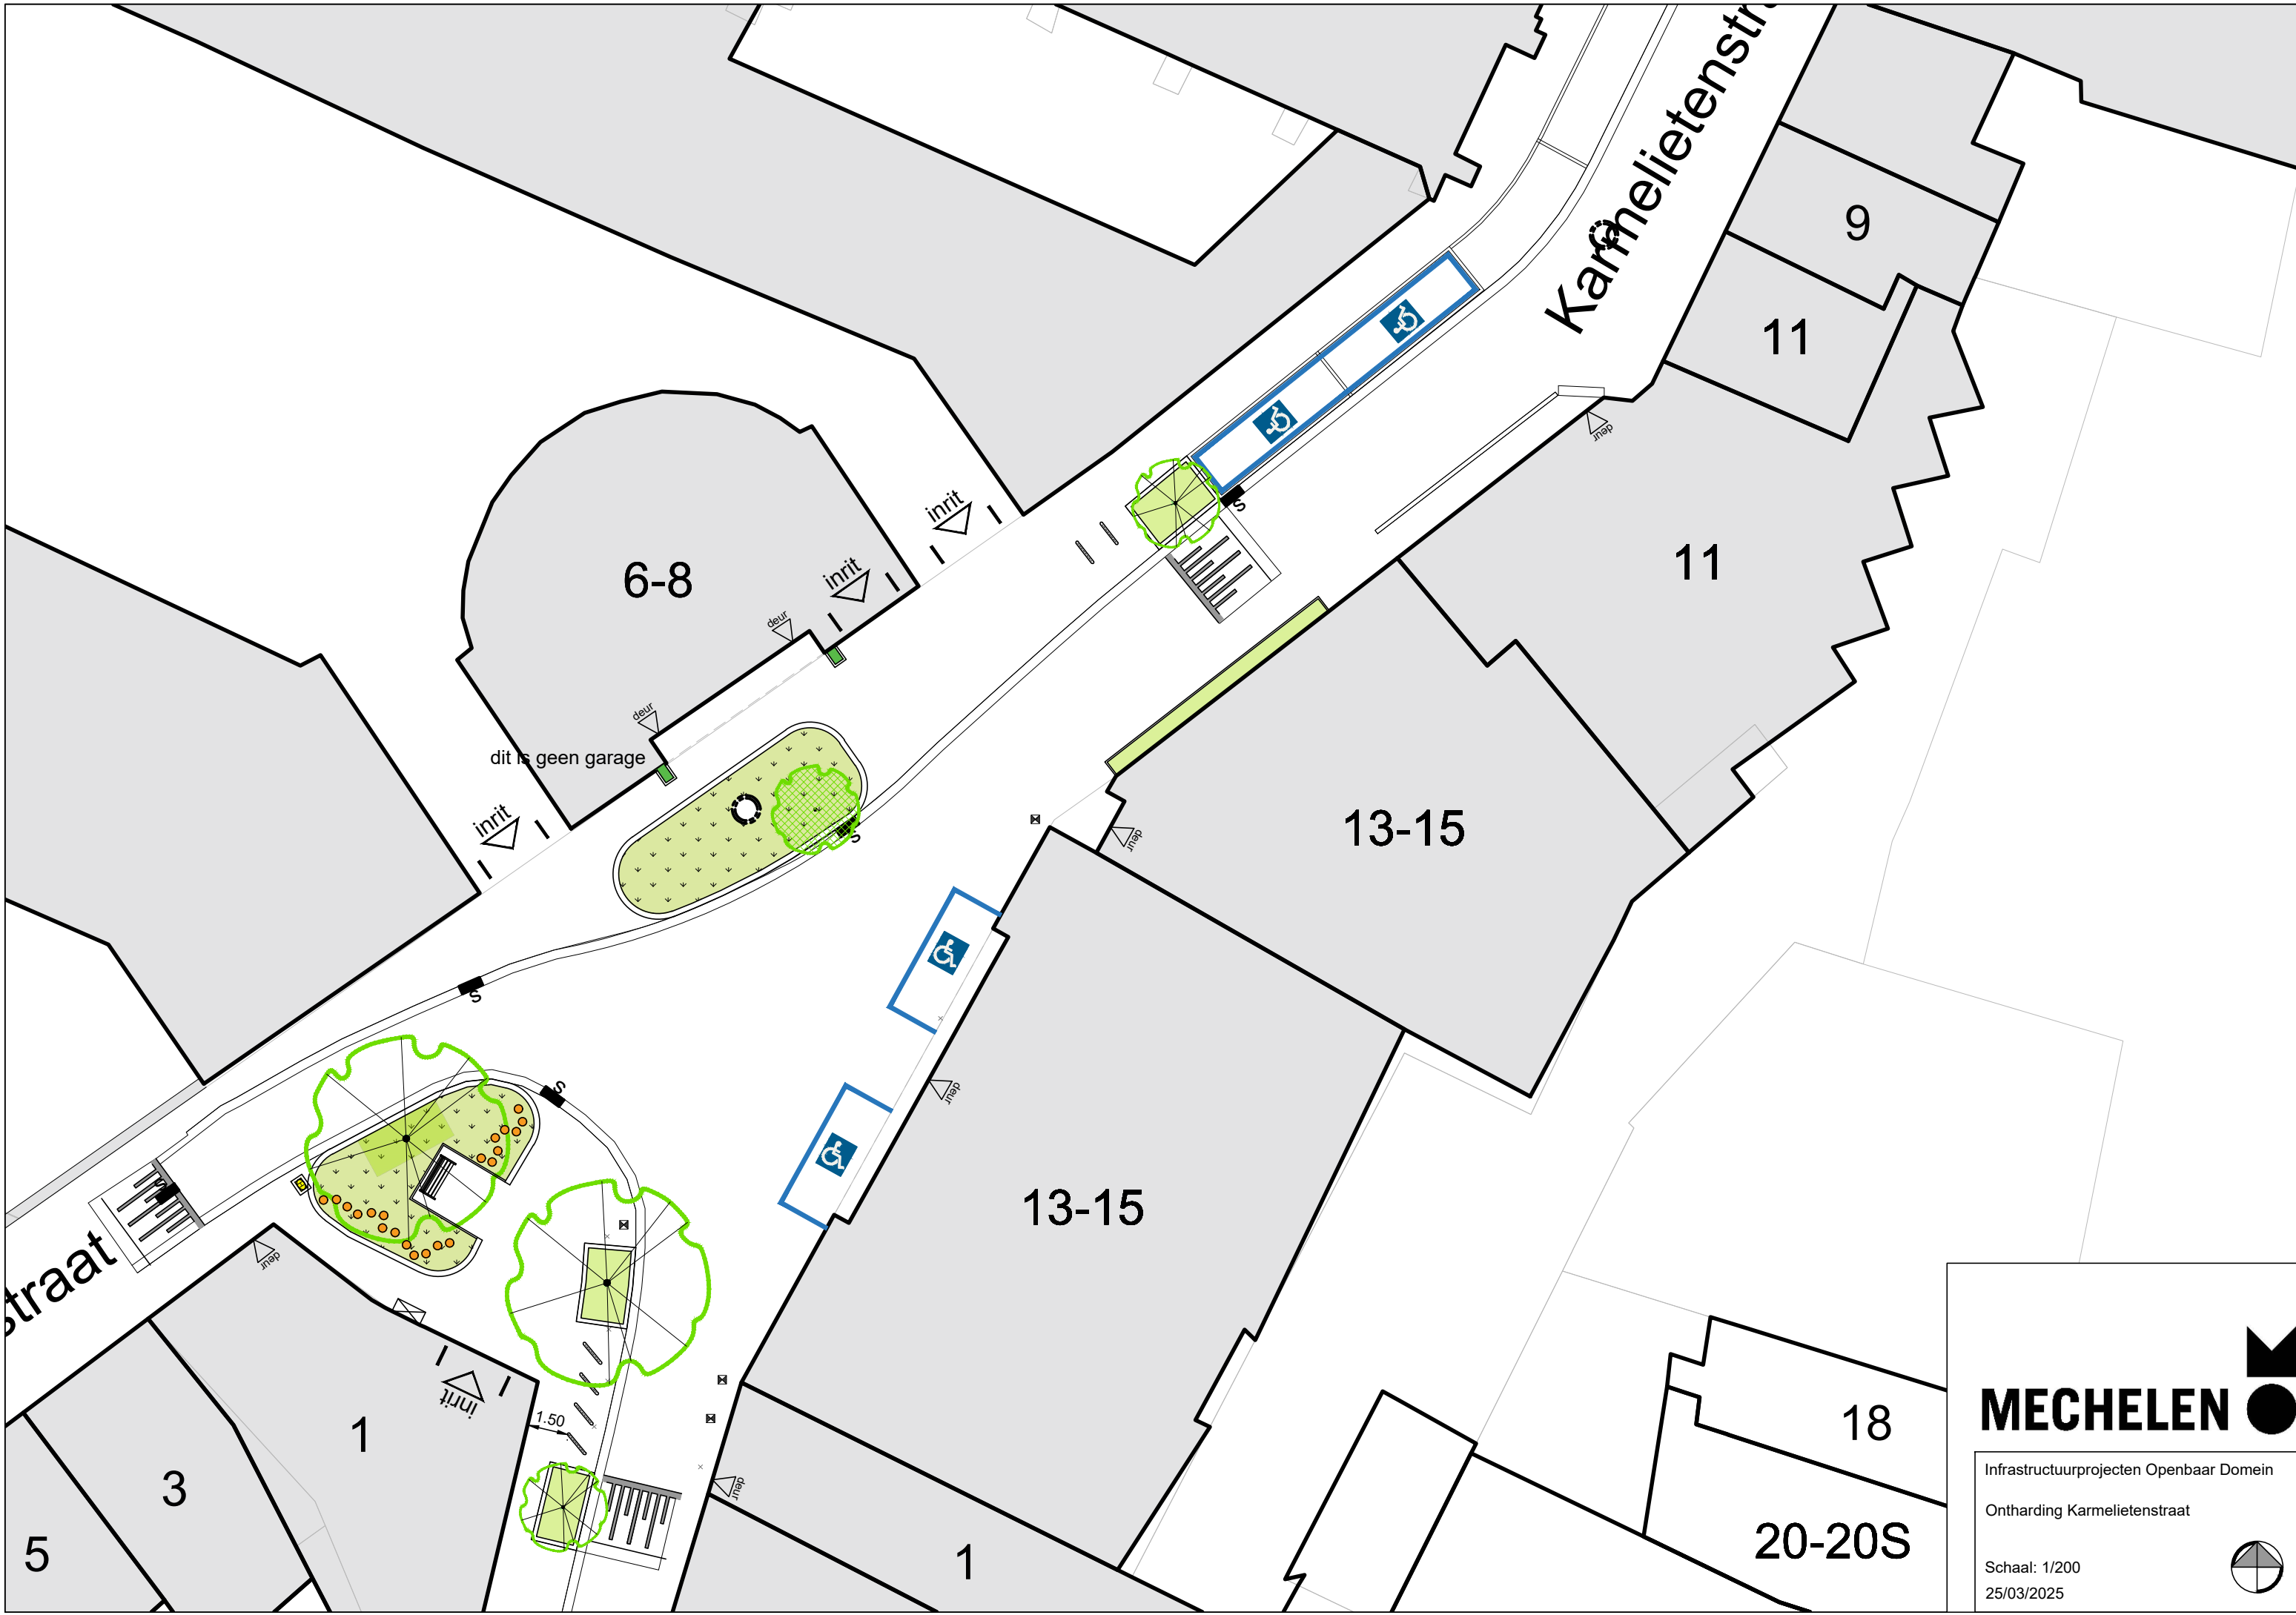 Karmelietenstra
9
11
11
6-8
inrit
inrit
deur
deur
deur
S
dit is geen garage
inrit
S
13-15
deur
S
S
deur
13-15
S
straat
deur
inrit
1.50
1
3
5
deur
1
18
20-20S
MECHELEN
Infrastructuurprojecten Openbaar Domein
Ontharding Karmelietenstraat
Schaal: 1/200
25/03/2025